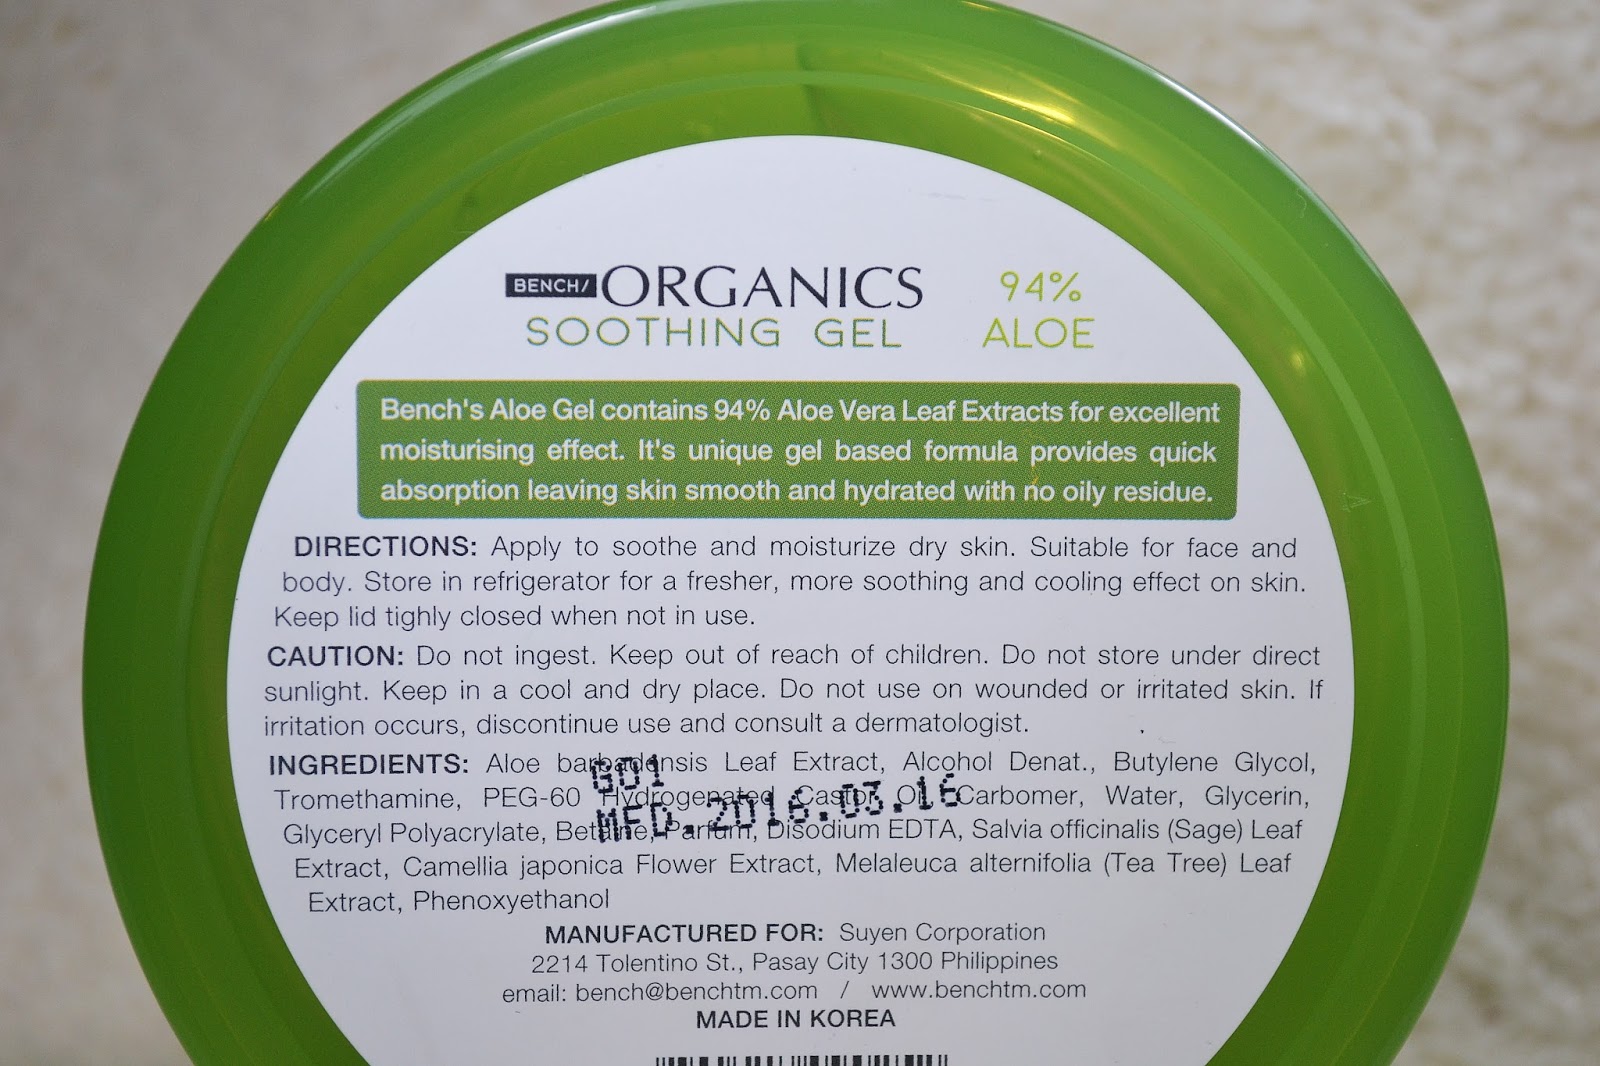 BENCH/ ORGANICS
SOOTHING GEL
94%
ALOE
Bench's Aloe Gel contains 94% Aloe Vera Leaf Extracts for excellent
moisturising effect. It's unique gel based formula provides quick
absorption leaving skin smooth and hydrated with no oily residue.
DIRECTIONS: Apply to soothe and moisturize dry skin. Suitable for face and
body. Store in refrigerator for a fresher, more soothing and cooling effect on skin.
Keep lid tighly closed when not in use.
CAUTION: Do not ingest. Keep out of reach of children. Do not store under direct
sunlight. Keep in a cool and dry place. Do not use on wounded or irritated skin. If
irritation occurs, discontinue use and consult a dermatologist.
INGREDIENTS: Aloe barbadensis Leaf Extract, Alcohol Denat., Butylene Glycol,
Tromethamine, PEG-60 Hydrogenated Castor Oil, Carbomer, Water, Glycerin,
Glyceryl Polyacrylate, Betaine, Parfum, Disodium EDTA, Salvia officinalis (Sage) Leaf
Extract, Camellia japonica Flower Extract, Melaleuca alternifolia (Tea Tree) Leaf
Extract, Phenoxyethanol
G01
MFD.2016.03.16
MANUFACTURED FOR: Suyen Corporation
2214 Tolentino St., Pasay City 1300 Philippines
email: bench@benchtm.com / www.benchtm.com
MADE IN KOREA